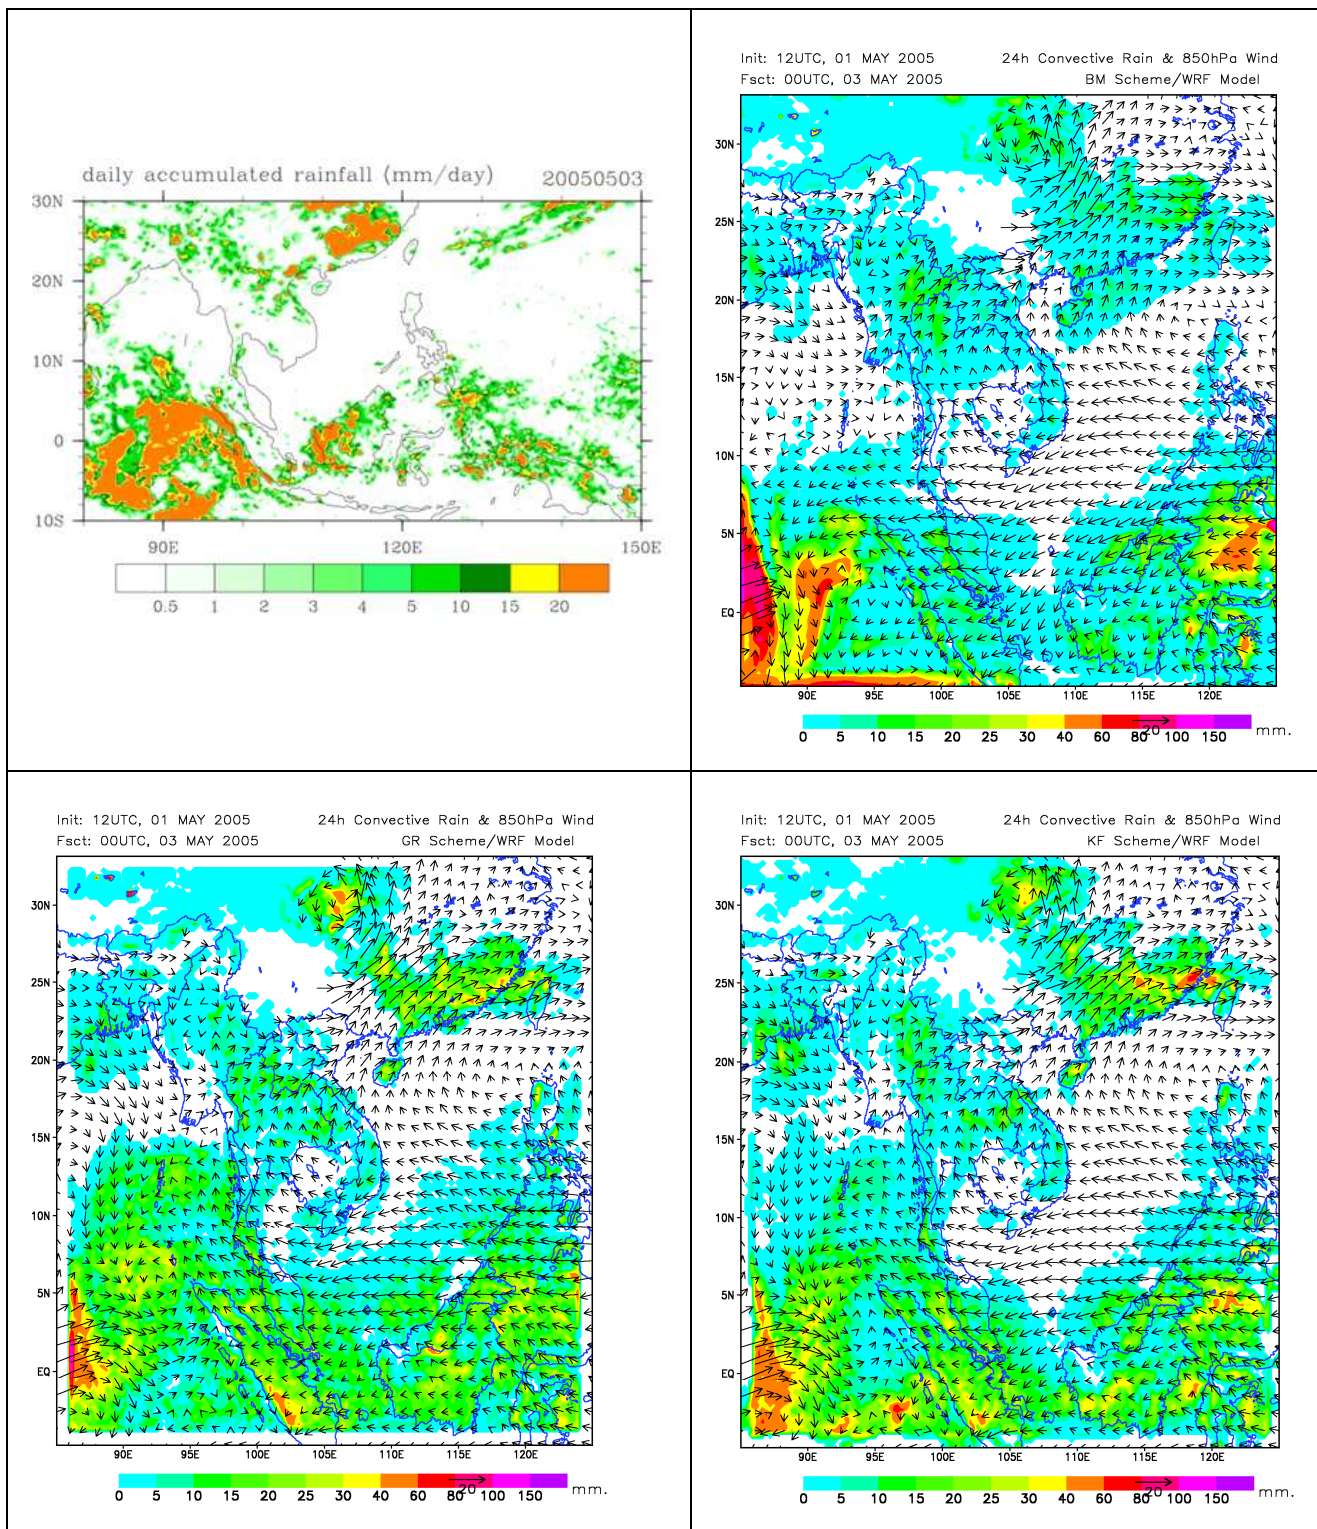 daily accumulated rainfall (mm/day) 20050503
30N
20N
10N
0
10S
90E 120E 150E
0.5 1 2 3 4 5 10 15 20
Init: 12UTC, 01 MAY 2005 24h Convective Rain & 850hPa Wind
Fsct: 00UTC, 03 MAY 2005 BM Scheme/WRF Model
30N
25N
20N
15N
10N
5N
EQ
90E 95E 100E 105E 110E 115E 120E
20
0 5 10 15 20 25 30 40 60 80 100 150 mm.
Init: 12UTC, 01 MAY 2005 24h Convective Rain & 850hPa Wind
Fsct: 00UTC, 03 MAY 2005 GR Scheme/WRF Model
30N
25N
20N
15N
10N
5N
EQ
90E 95E 100E 105E 110E 115E 120E
20
0 5 10 15 20 25 30 40 60 80 100 150 mm.
Init: 12UTC, 01 MAY 2005 24h Convective Rain & 850hPa Wind
Fsct: 00UTC, 03 MAY 2005 KF Scheme/WRF Model
30N
25N
20N
15N
10N
5N
EQ
90E 95E 100E 105E 110E 115E 120E
20
0 5 10 15 20 25 30 40 60 80 100 150 mm.